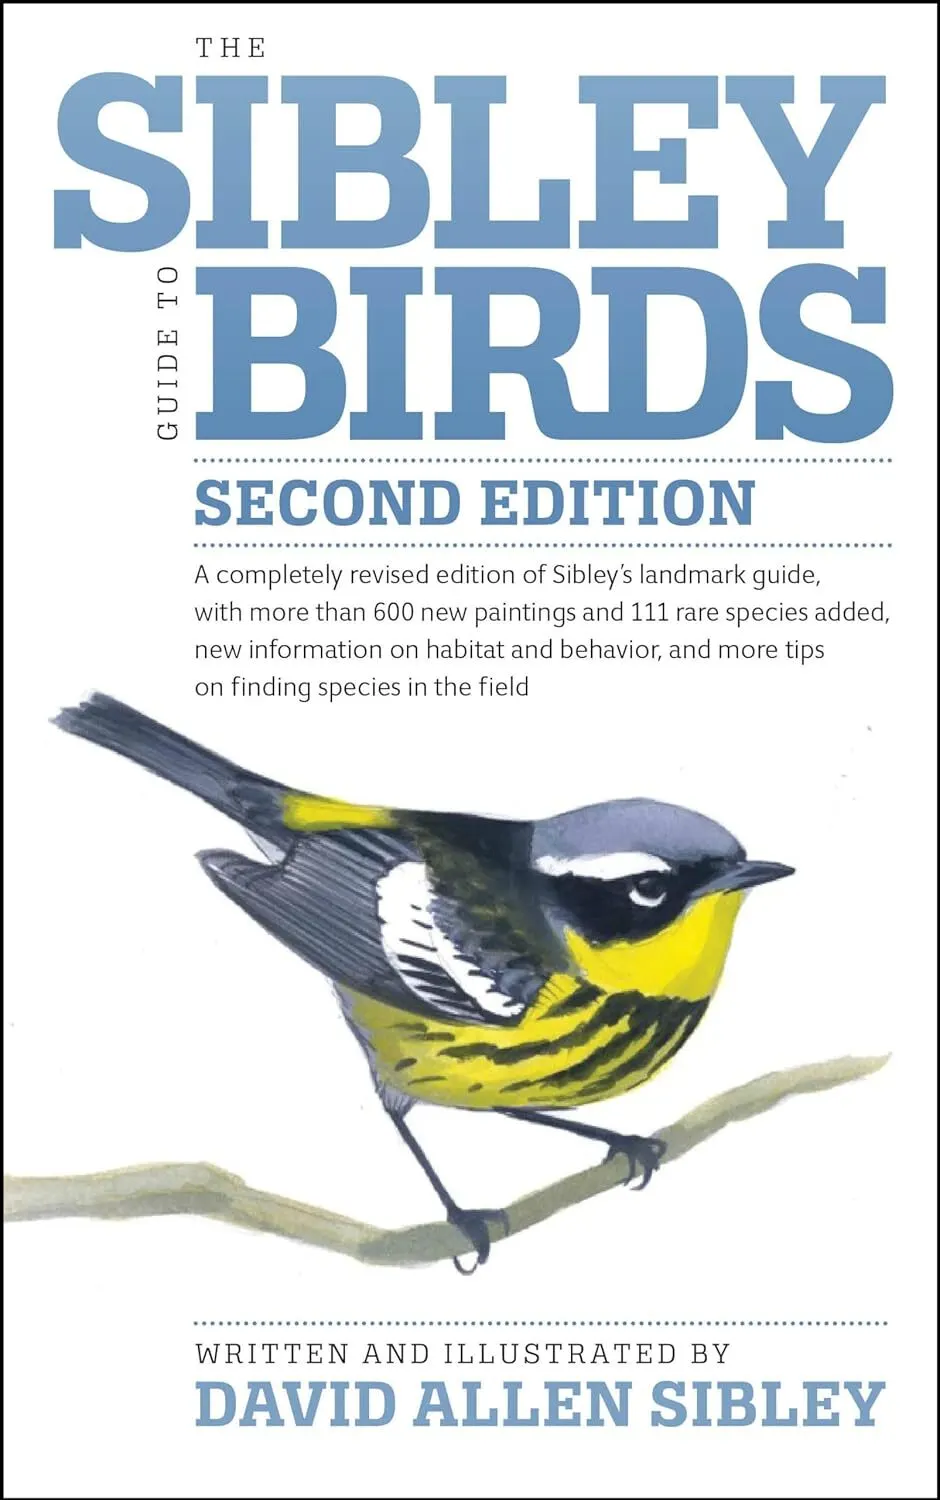 THE
SIBLEY
GUIDE TO
BIRDS
SECOND EDITION
A completely revised edition of Sibley's landmark guide,
with more than 600 new paintings and 111 rare species added,
new information on habitat and behavior, and more tips
on finding species in the field
WRITTEN AND ILLUSTRATED BY
DAVID ALLEN SIBLEY